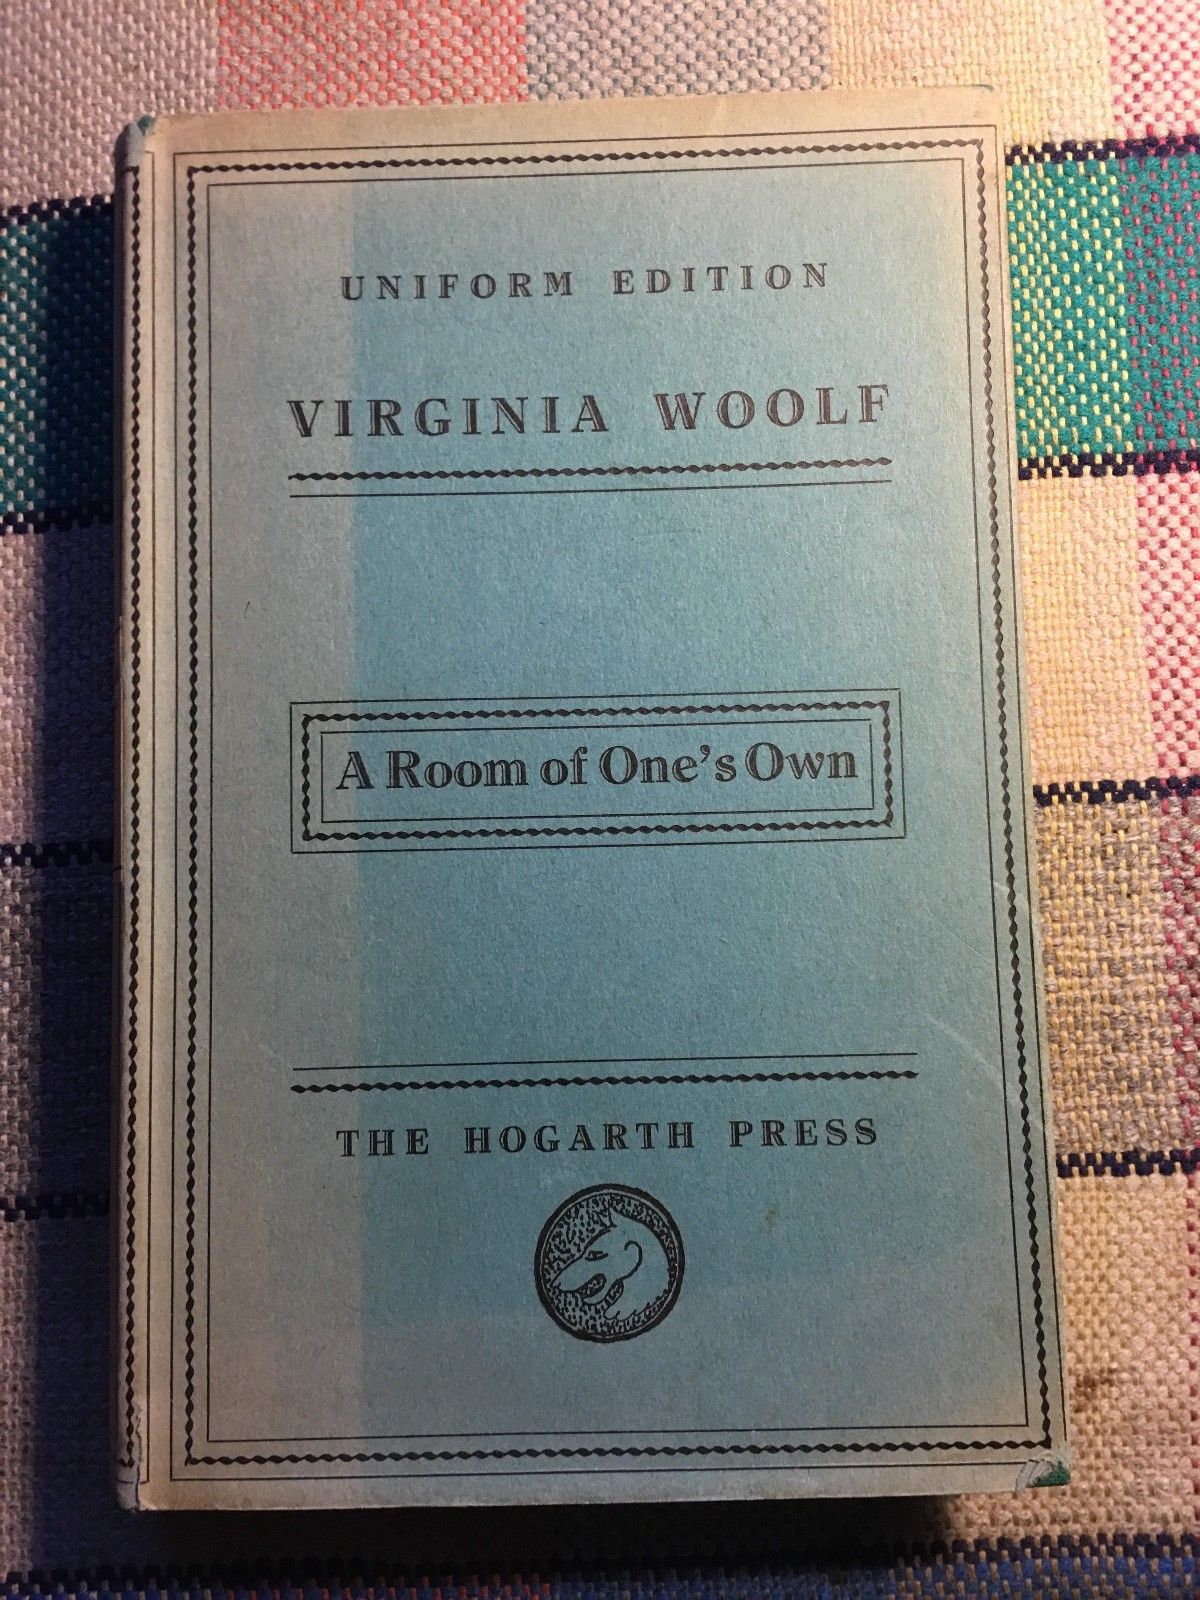 UNIFORM EDITION
VIRGINIA WOOLF
A Room of One's Own
THE HOGARTH PRESS